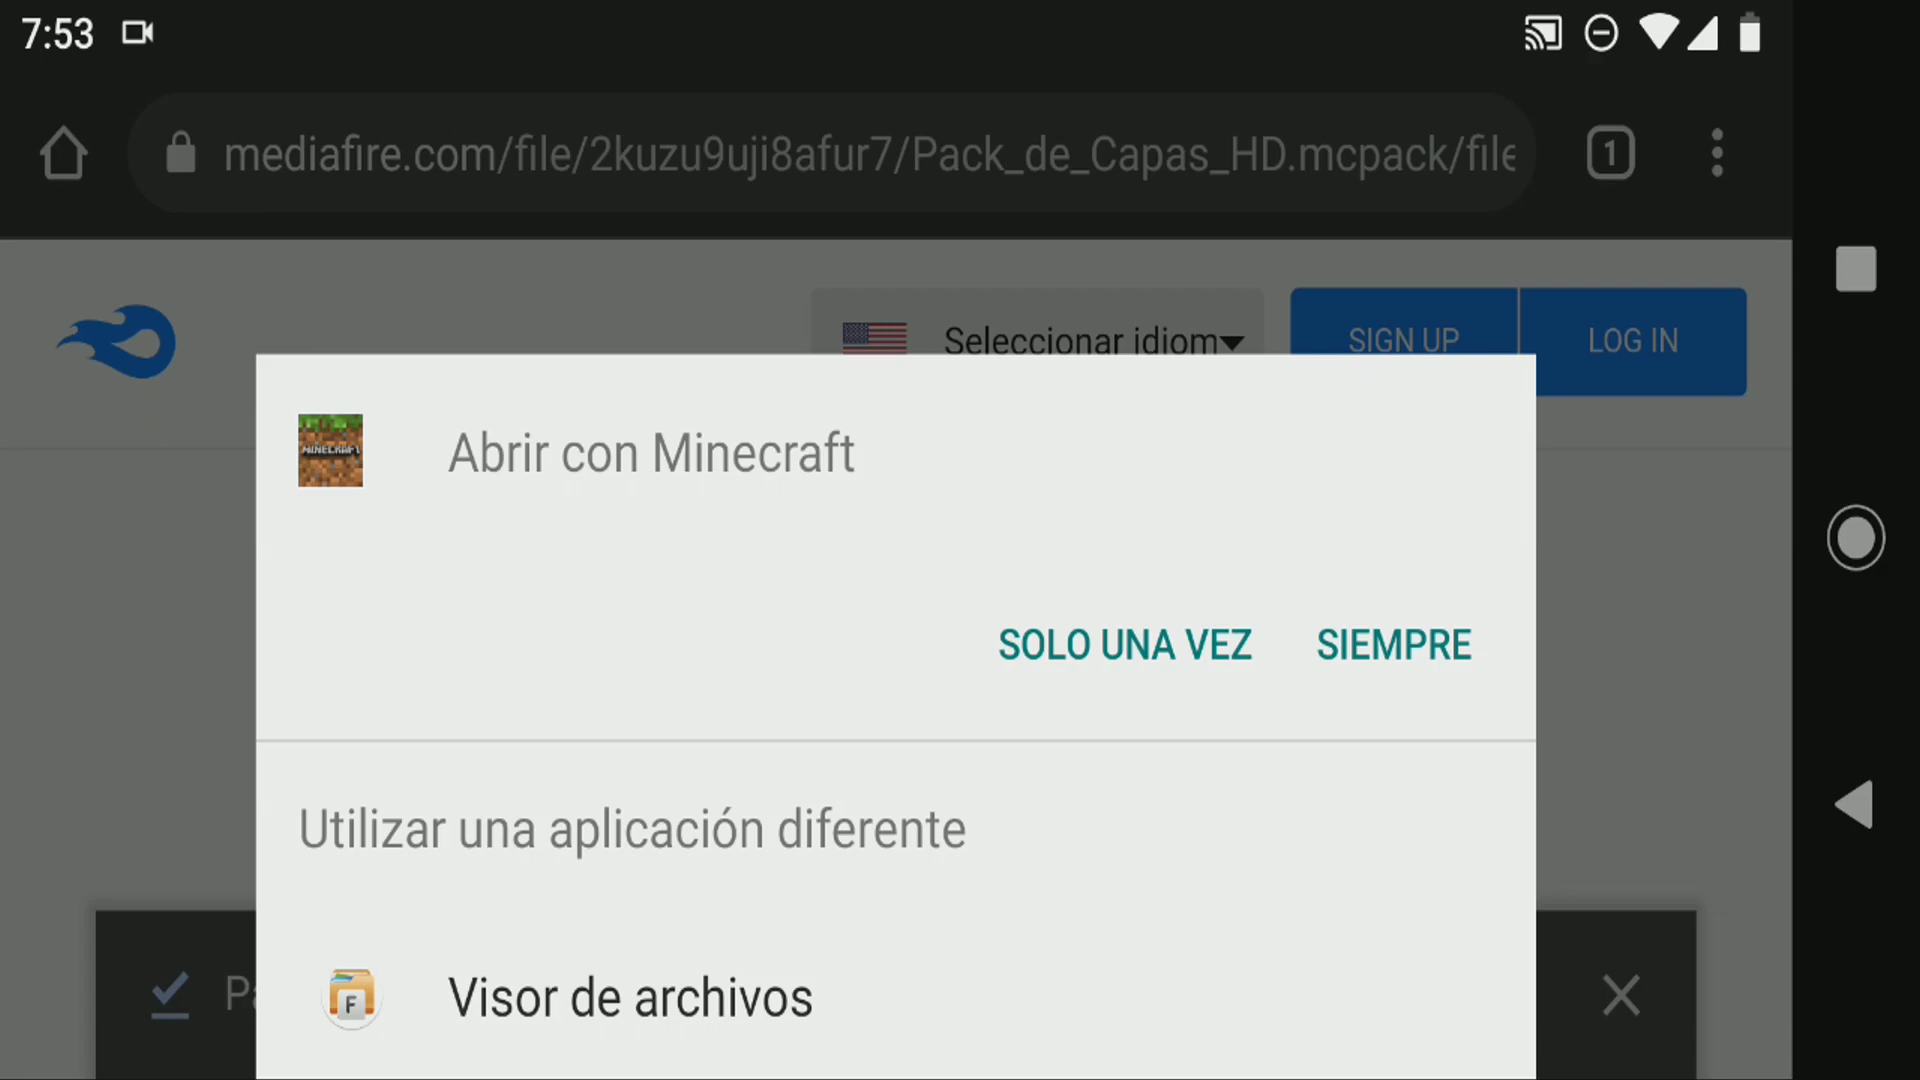 7:53
mediafire.com/file/2kuzu9uji8afur7/Pack_de_Capas_HD.mcpack/file
1
Seleccionar idiom
SIGN UP
LOG IN
MINECRAFT
Abrir con Minecraft
SOLO UNA VEZ
SIEMPRE
Utilizar una aplicación diferente
F
Visor de archivos